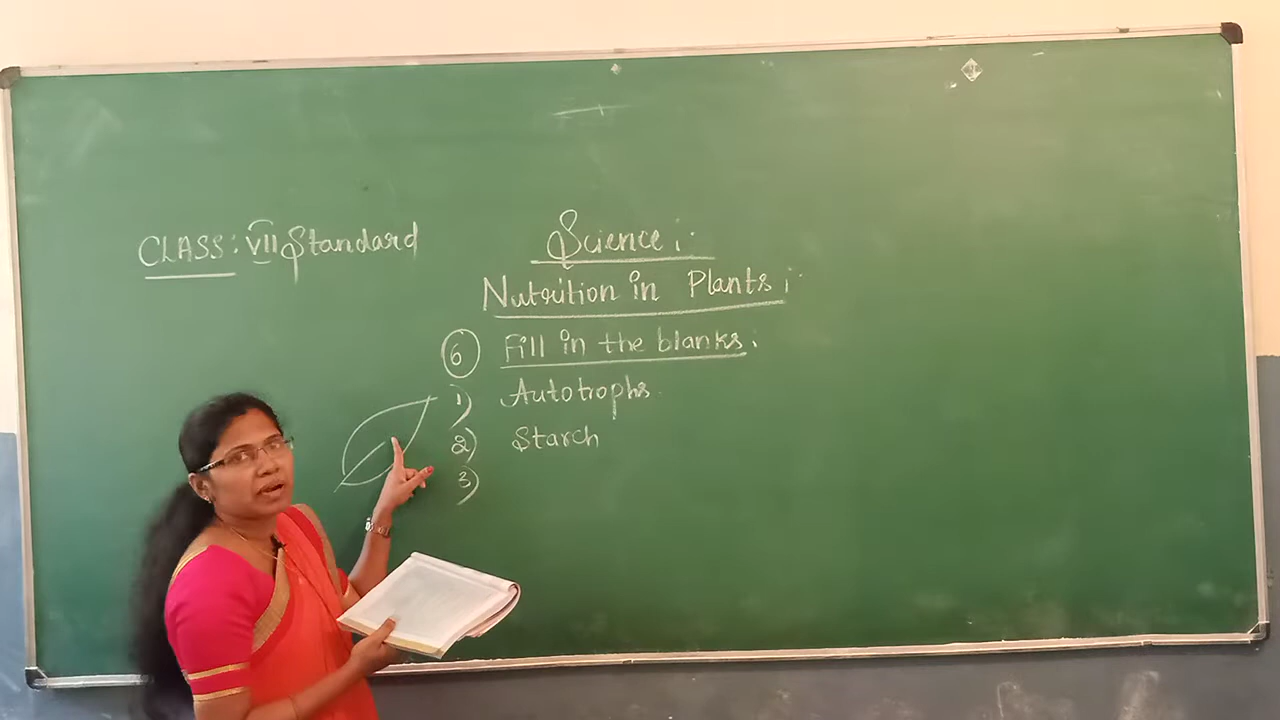 CLASS: VII Standard
Science:
Nutrition in Plants:
6 Fill in the blanks:
1) Autotrophs.
2) Starch
3)